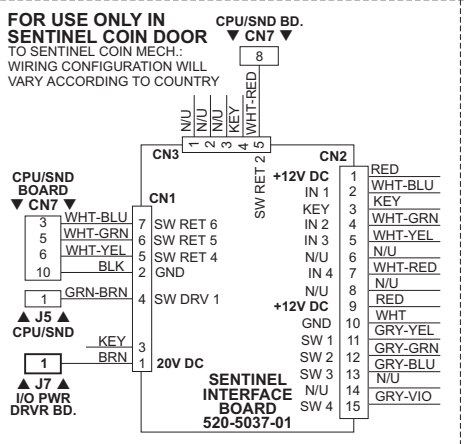 FOR USE ONLY IN
SENTINEL COIN DOOR
TO SENTINEL COIN MECH.:
WIRING CONFIGURATION WILL
VARY ACCORDING TO COUNTRY
CPU/SND BD.
▼ CN7 ▼
8
N/U
N/U
N/U
KEY
WHT-RED
1
2
3
4
5
CN3
SW RET 2
CPU/SND
BOARD
▼ CN7 ▼
CN1
3 WHT-BLU 7 SW RET 6
5 WHT-GRN 6 SW RET 5
6 WHT-YEL 5 SW RET 4
10 BLK 2 GND
1 GRN-BRN 4 SW DRV 1
▲ J5 ▲
CPU/SND
KEY 3
1 BRN 1 20V DC
▲ J7 ▲
I/O PWR
DRVR BD.
CN2
+12V DC 1 RED
IN 1 2 WHT-BLU
KEY 3 KEY
IN 2 4 WHT-GRN
IN 3 5 WHT-YEL
N/U 6 N/U
IN 4 7 WHT-RED
N/U 8 N/U
+12V DC 9 RED
GND 10 WHT
SW 1 11 GRY-YEL
SW 2 12 GRY-GRN
SW 3 13 GRY-BLU
N/U 14 N/U
SW 4 15 GRY-VIO
SENTINEL
INTERFACE
BOARD
520-5037-01